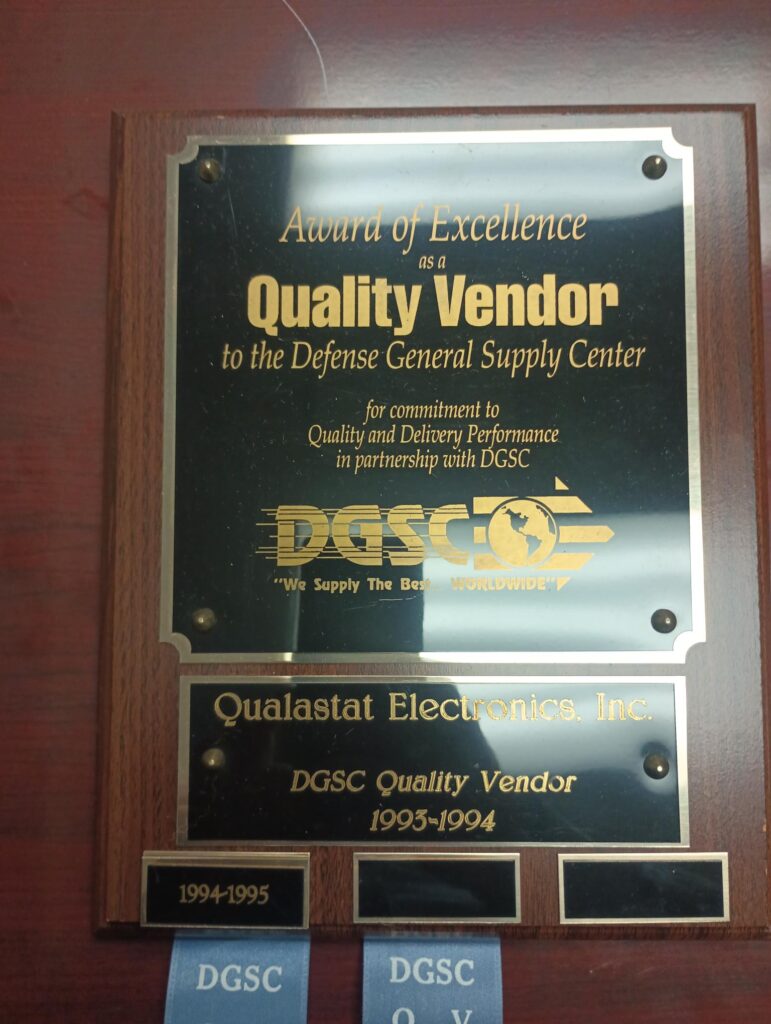 Award of Excellence
as a
Quality Vendor
to the Defense General Supply Center
for commitment to
Quality and Delivery Performance
in partnership with DGSC
DGSC
"We Supply The Best... WORLDWIDE"
Qualastat Electronics, Inc.
DGSC Quality Vendor
1993-1994
1994-1995
DGSC
DGSC
Q V